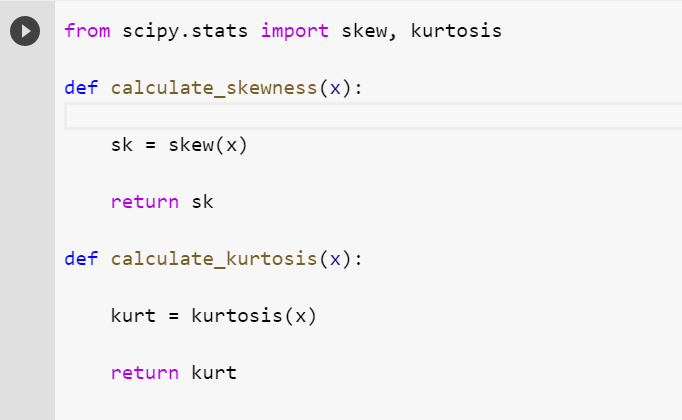 from scipy.stats import skew, kurtosis
def calculate_skewness(x):
    sk = skew(x)
    return sk
def calculate_kurtosis(x):
    kurt = kurtosis(x)
    return kurt